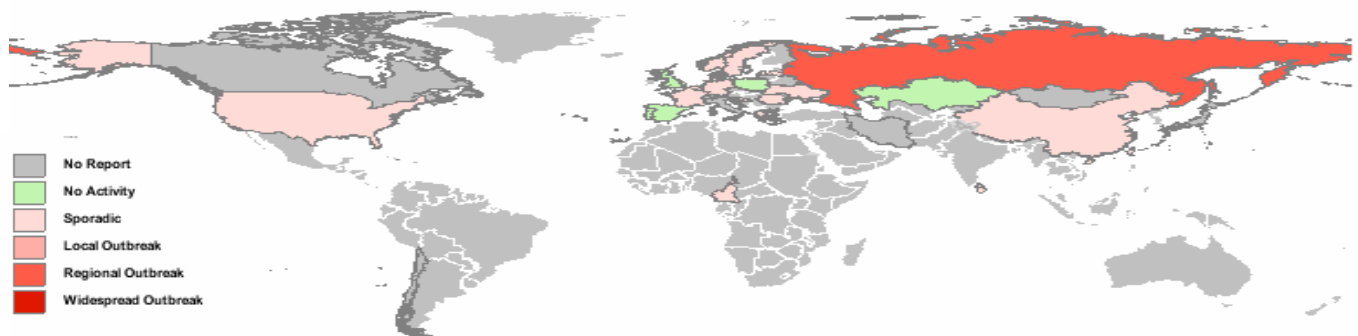 No Report
No Activity
Sporadic
Local Outbreak
Regional Outbreak
Widespread Outbreak